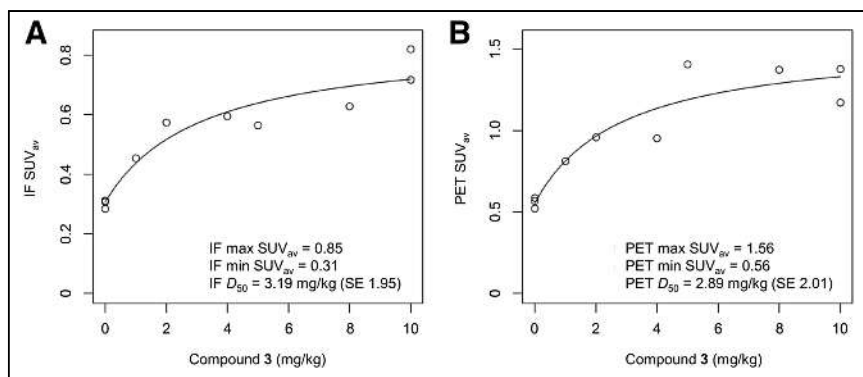 A
IF SUVav
0.8
0.6
0.4
0.2
0
IF max SUVav = 0.85
IF min SUVav = 0.31
IF D50 = 3.19 mg/kg (SE 1.95)
0 2 4 6 8 10
Compound 3 (mg/kg)
B
PET SUVav
1.5
1.0
0.5
0
PET max SUVav = 1.56
PET min SUVav = 0.56
PET D50 = 2.89 mg/kg (SE 2.01)
0 2 4 6 8 10
Compound 3 (mg/kg)